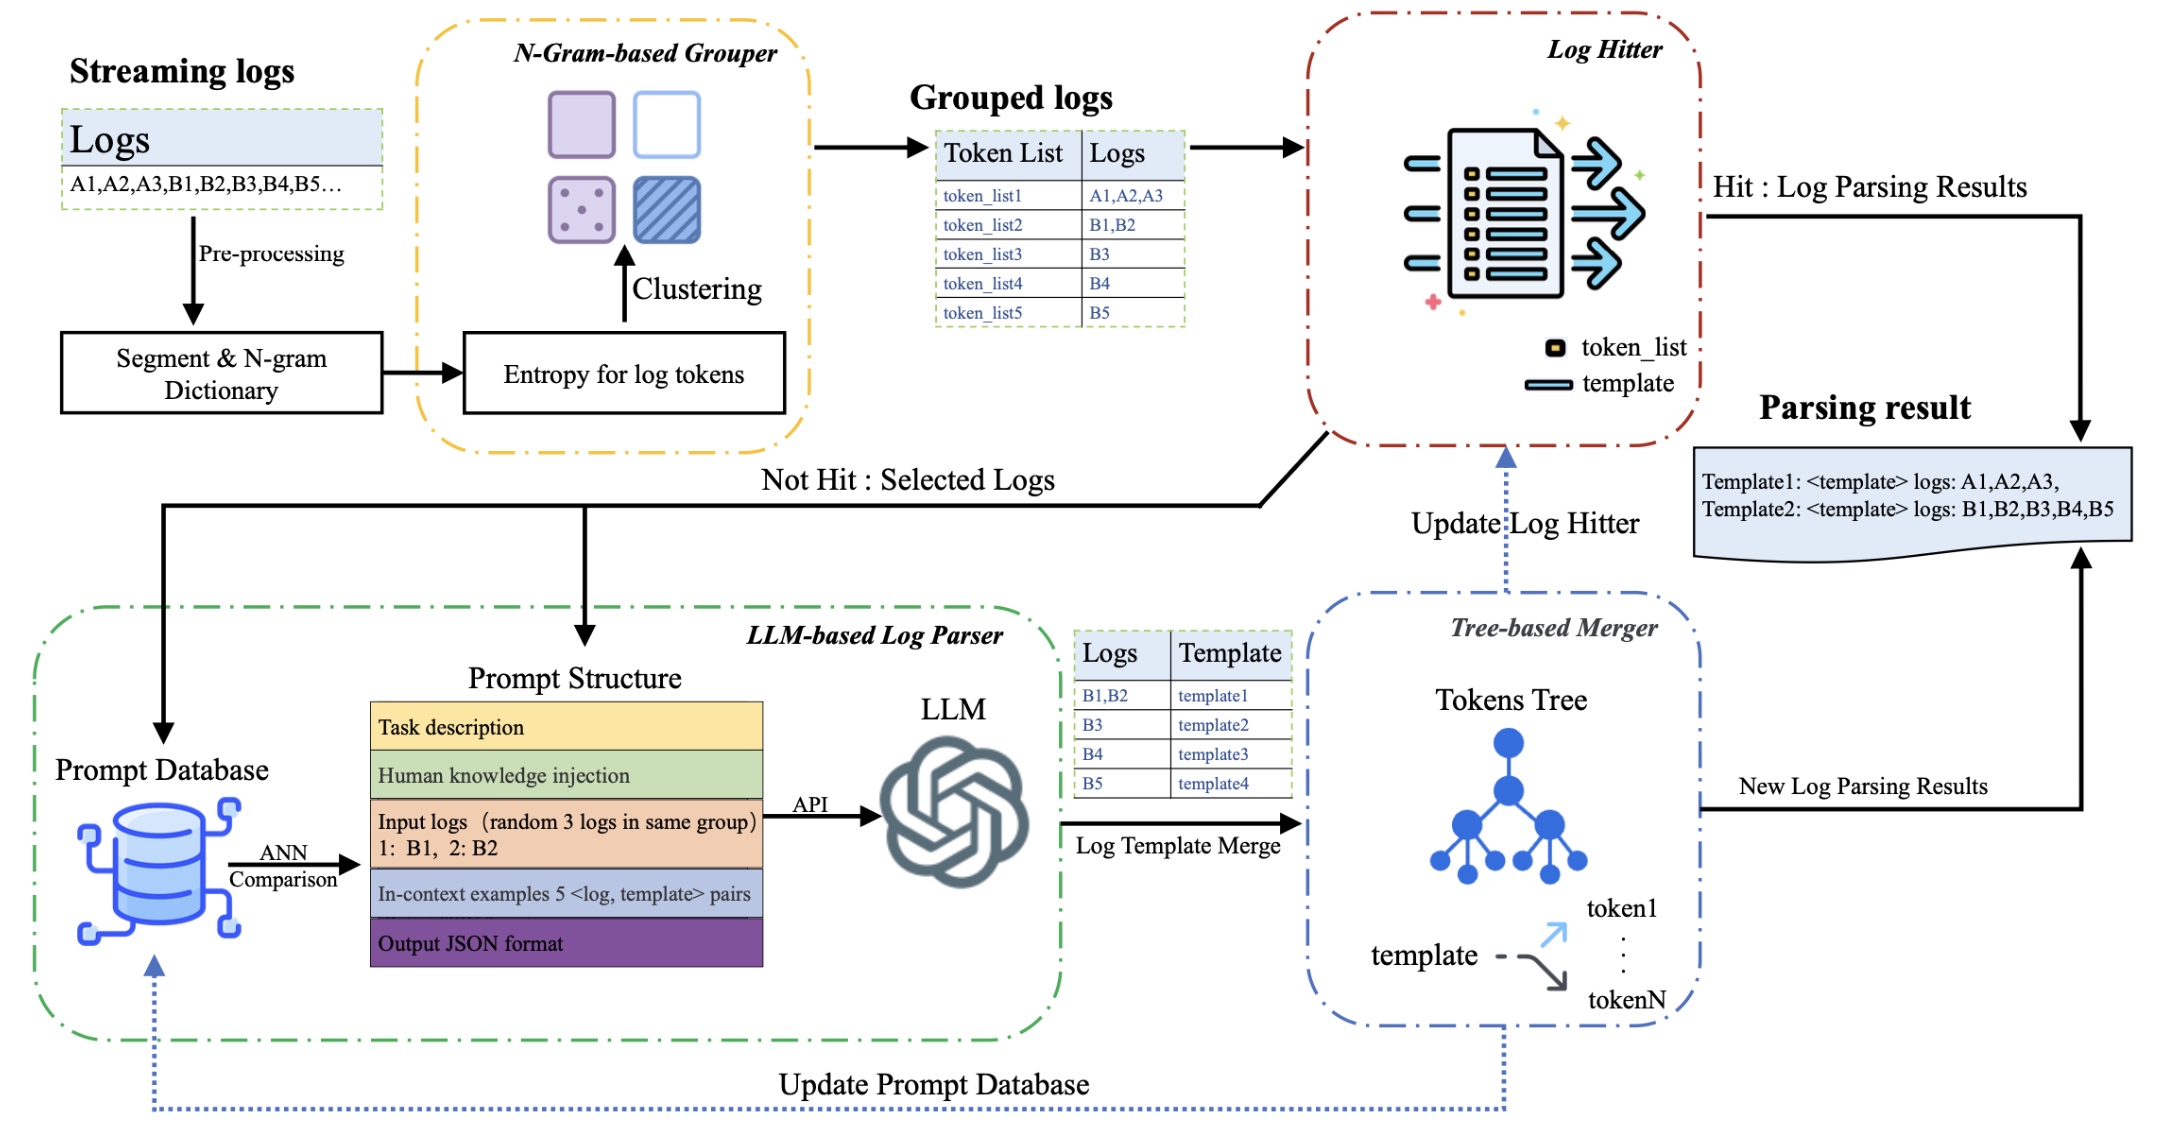 Streaming logs
Logs
A1,A2,A3,B1,B2,B3,B4,B5...
Pre-processing
Segment & N-gram
Dictionary
N-Gram-based Grouper
Clustering
Entropy for log tokens
Grouped logs
Token List Logs
token_list1 A1,A2,A3
token_list2 B1,B2
token_list3 B3
token_list4 B4
token_list5 B5
Log Hitter
token_list
template
Hit : Log Parsing Results
Parsing result
Template1: <template> logs: A1,A2,A3,
Template2: <template> logs: B1,B2,B3,B4,B5
Not Hit : Selected Logs
Update Log Hitter
LLM-based Log Parser
Prompt Database
ANN
Comparison
Prompt Structure
Task description
Human knowledge injection
Input logs （random 3 logs in same group）
1: B1, 2: B2
In-context examples 5 <log, template> pairs
Output JSON format
API
LLM
Logs Template
B1,B2 template1
B3 template2
B4 template3
B5 template4
Log Template Merge
Tree-based Merger
Tokens Tree
template
token1
tokenN
New Log Parsing Results
Update Prompt Database